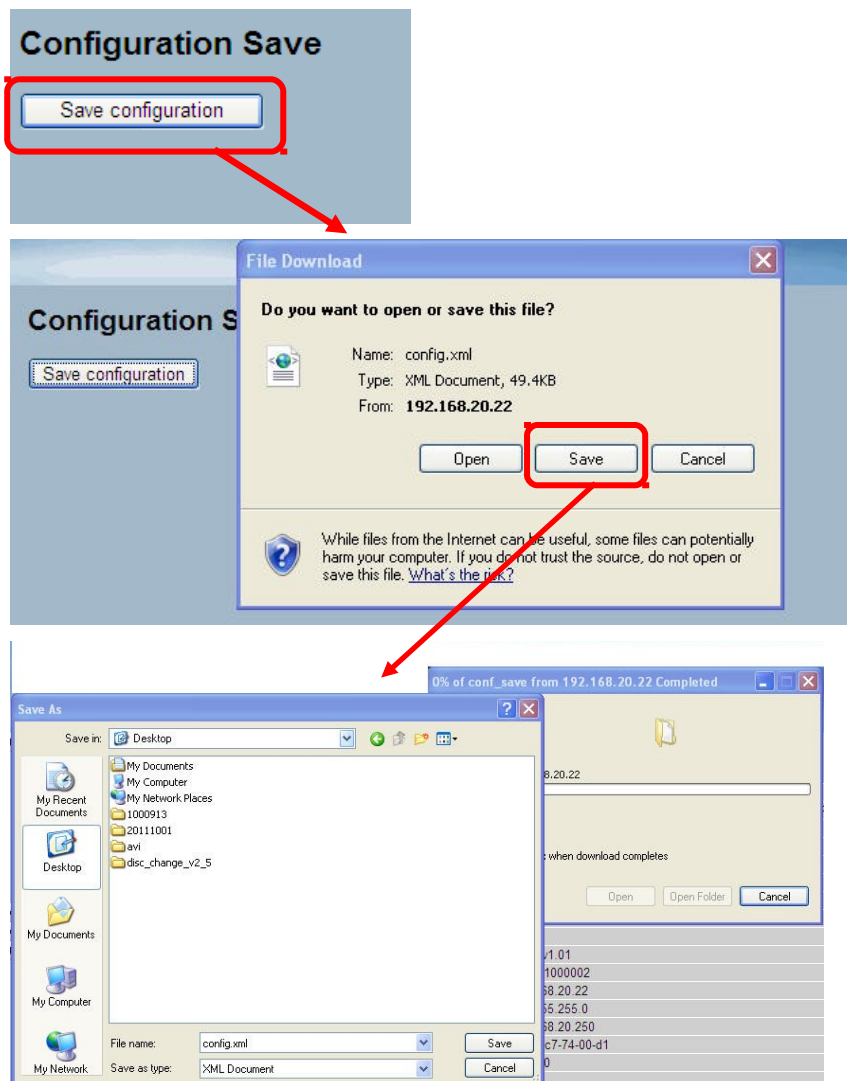 Configuration Save
Save configuration
File Download
Configuration S
Save configuration
Do you want to open or save this file?
Name: config.xml
Type: XML Document, 49.4KB
From: 192.168.20.22
Open Save Cancel
While files from the Internet can be useful, some files can potentially
harm your computer. If you do not trust the source, do not open or
save this file. What's the risk?
0% of conf_save from 192.168.20.22 Completed
Save As
Save in: Desktop
My Recent
Documents
Desktop
My Documents
My Computer
My Network
My Documents
My Computer
My Network Places
1000913
20111001
avi
disc_change_v2_5
File name: config.xml Save
Save as type: XML Document Cancel
8.20.22
when download completes
Open Open Folder Cancel
v1.01
1000002
58.20.22
55.255.0
58.20.250
c7-74-00-d1
0